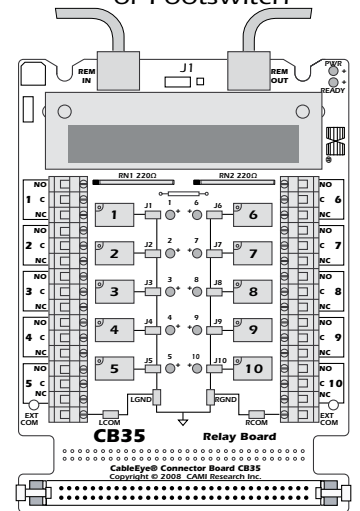 or Footswitch
REM IN
J1
REM OUT
PWR
+
+
READY
®
RN1 220Ω
RN2 220Ω
NO
1 C
NC
1
J1
1
+
6
+
J6
6
NO
C 6
NC
NO
2 C
NC
2
J2
2
+
7
+
J7
7
NO
C 7
NC
NO
3 C
NC
3
J3
3
+
8
+
J8
8
NO
C 8
NC
NO
4 C
NC
4
J4
4
+
9
+
J9
9
NO
C 9
NC
NO
5 C
NC
5
J5
5
+
10
+
J10
10
NO
C 10
NC
EXT COM
LCOM
LGND
RGND
RCOM
EXT COM
CB35
Relay Board
CableEye® Connector Board CB35
Copyright © 2008 CAMI Research Inc.